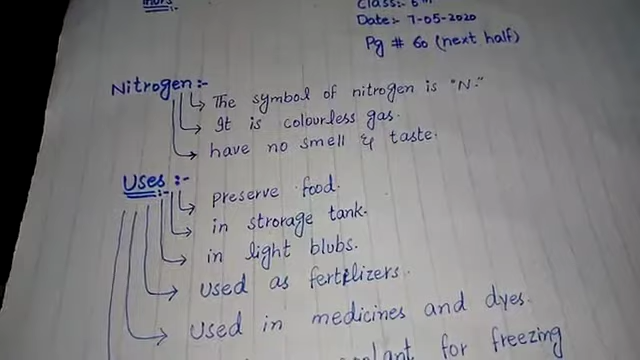 Class:- 6th
Date:- 7-05-2020
Pg # 60 (next half)
Nitrogen:-
The symbol of nitrogen is "N."
It is colourless gas.
have no smell & taste.
Uses :-
preserve food.
in strorage tank.
in light blubs.
used as fertilizers.
used in medicines and dyes.
for freezing